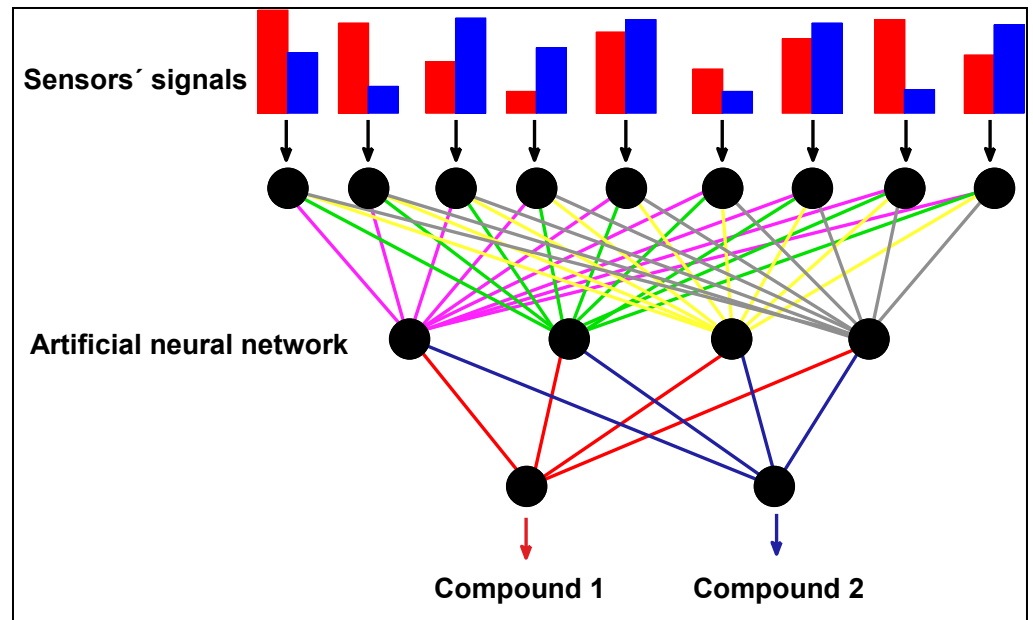 Sensors´ signals
Artificial neural network
Compound 1
Compound 2